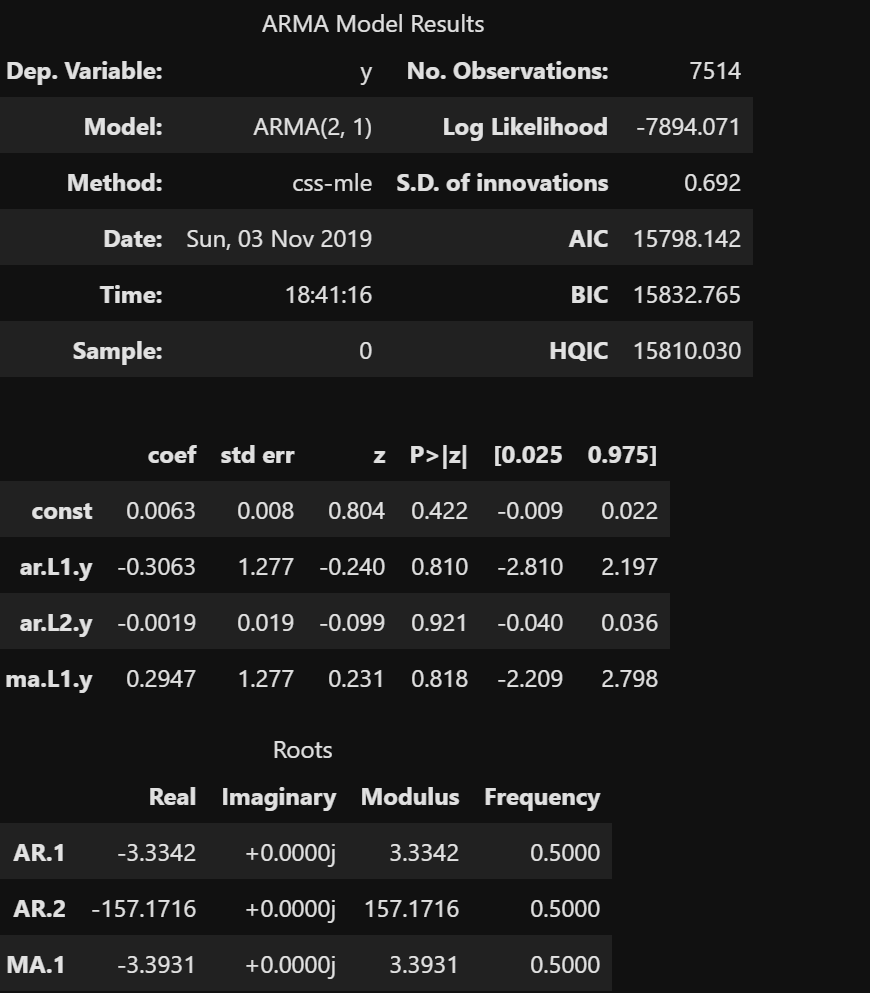 ARMA Model Results
Dep. Variable: y No. Observations: 7514
Model: ARMA(2, 1) Log Likelihood -7894.071
Method: css-mle S.D. of innovations 0.692
Date: Sun, 03 Nov 2019 AIC 15798.142
Time: 18:41:16 BIC 15832.765
Sample: 0 HQIC 15810.030
coef std err z P>|z| [0.025 0.975]
const 0.0063 0.008 0.804 0.422 -0.009 0.022
ar.L1.y -0.3063 1.277 -0.240 0.810 -2.810 2.197
ar.L2.y -0.0019 0.019 -0.099 0.921 -0.040 0.036
ma.L1.y 0.2947 1.277 0.231 0.818 -2.209 2.798
Roots
Real Imaginary Modulus Frequency
AR.1 -3.3342 +0.0000j 3.3342 0.5000
AR.2 -157.1716 +0.0000j 157.1716 0.5000
MA.1 -3.3931 +0.0000j 3.3931 0.5000